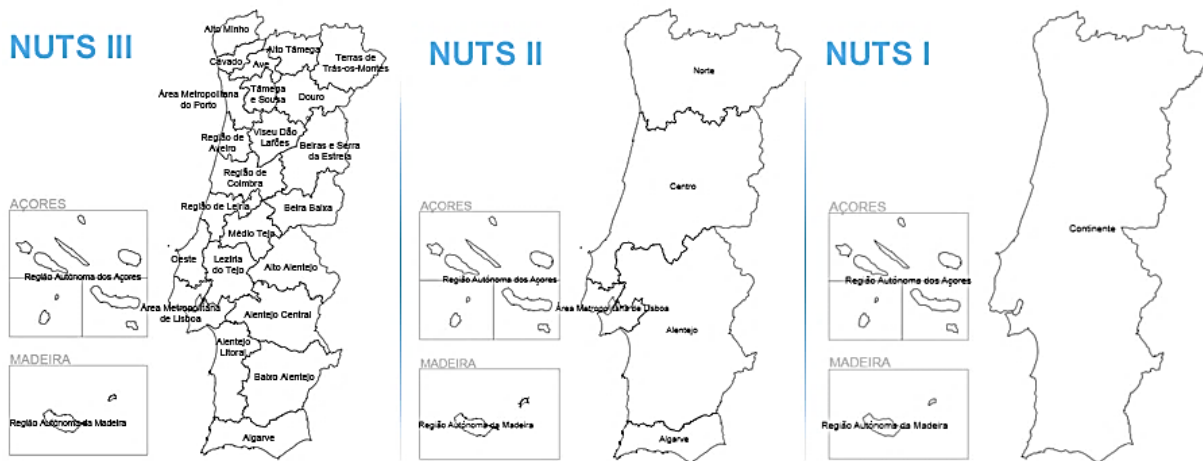 NUTS III
Alto Minho
Alto Tâmega
Cávado
Ave
Terras de
Trás-os-Montes
Área Metropolitana
do Porto
Tâmega
e Sousa
Douro
Região de
Aveiro
Viseu Dão
Lafões
Beiras e Serra
da Estrela
Região de
Coimbra
Região de Leiria
Beira Baixa
Médio Tejo
Oeste
Lezíria
do Tejo
Alto Alentejo
Área Metropolitana
de Lisboa
Alentejo Central
Alentejo
Litoral
Baixo Alentejo
Algarve
AÇORES
Região Autónoma dos Açores
MADEIRA
Região Autónoma da Madeira
NUTS II
Norte
Centro
Área Metropolitana de Lisboa
Alentejo
Algarve
AÇORES
Região Autónoma dos Açores
MADEIRA
Região Autónoma da Madeira
NUTS I
Continente
AÇORES
Região Autónoma dos Açores
MADEIRA
Região Autónoma da Madeira